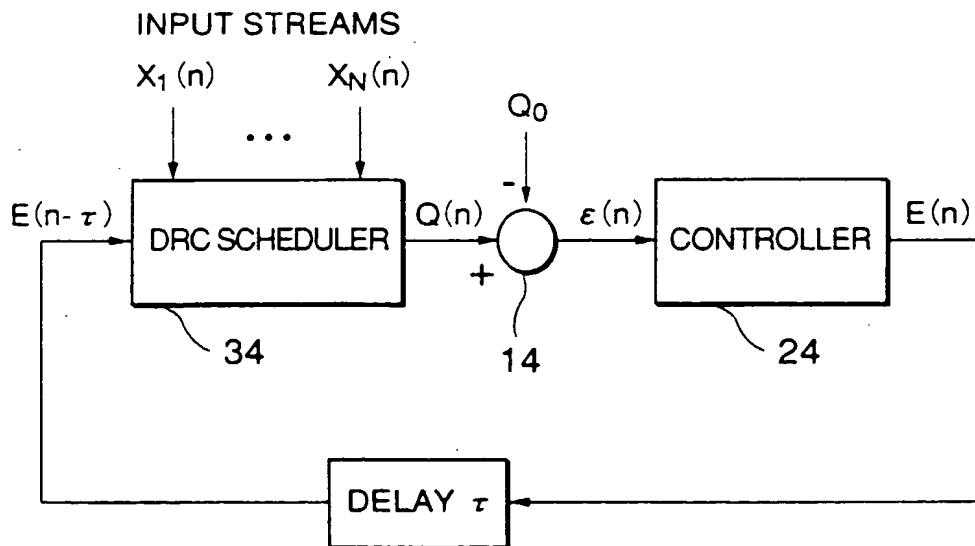 INPUT STREAMS
X₁(n) ••• X_N(n)
Q₀
-
E(n-τ) DRC SCHEDULER Q(n) ε(n) CONTROLLER E(n)
+
34 14 24
DELAY τ